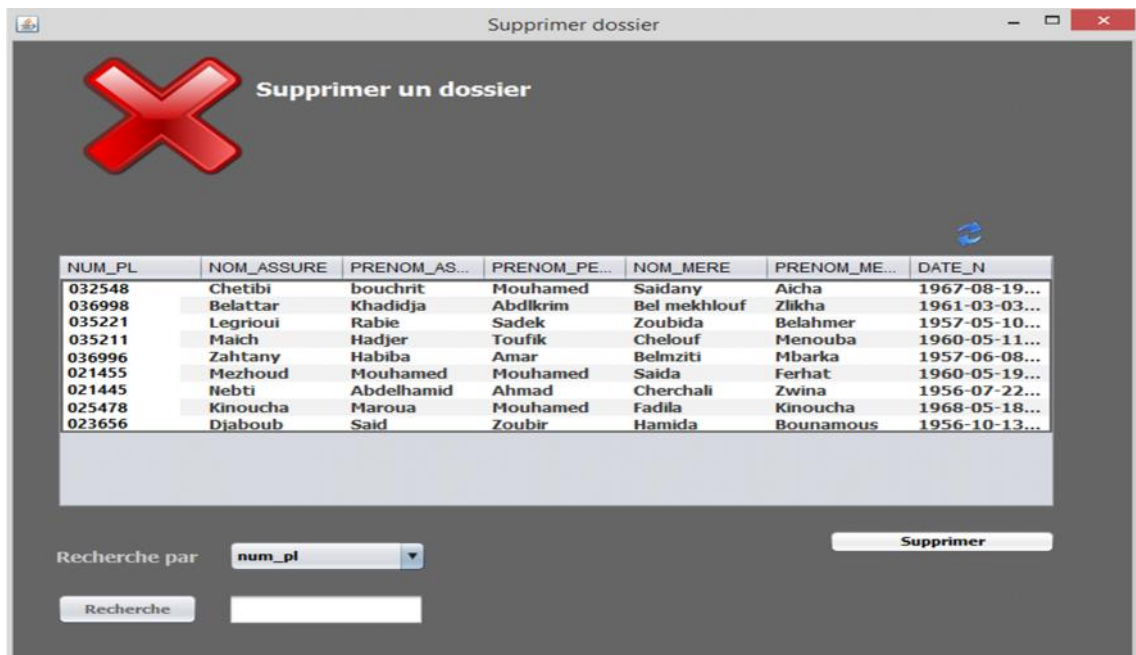 Supprimer dossier
Supprimer un dossier
NUM_PL NOM_ASSURE PRENOM_AS... PRENOM_PE... NOM_MERE PRENOM_ME... DATE_N
032548 Chetibi bouchrit Mouhamed Saidany Aicha 1967-08-19...
036998 Belattar Khadidja Abdlkrim Bel mekhlouf Zlikha 1961-03-03...
035221 Legrioui Rabie Sadek Zoubida Belahmer 1957-05-10...
035211 Maich Hadjer Toufik Chelouf Menouba 1960-05-11...
036996 Zahtany Habiba Amar Belmziti Mbarka 1957-06-08...
021455 Mezhoud Mouhamed Mouhamed Saida Ferhat 1960-05-19...
021445 Nebti Abdelhamid Ahmad Cherchali Zwina 1956-07-22...
025478 Kinoucha Maroua Mouhamed Fadila Kinoucha 1968-05-18...
023656 Djaboub Said Zoubir Hamida Bounamous 1956-10-13...
Supprimer
Recherche par num_pl
Recherche